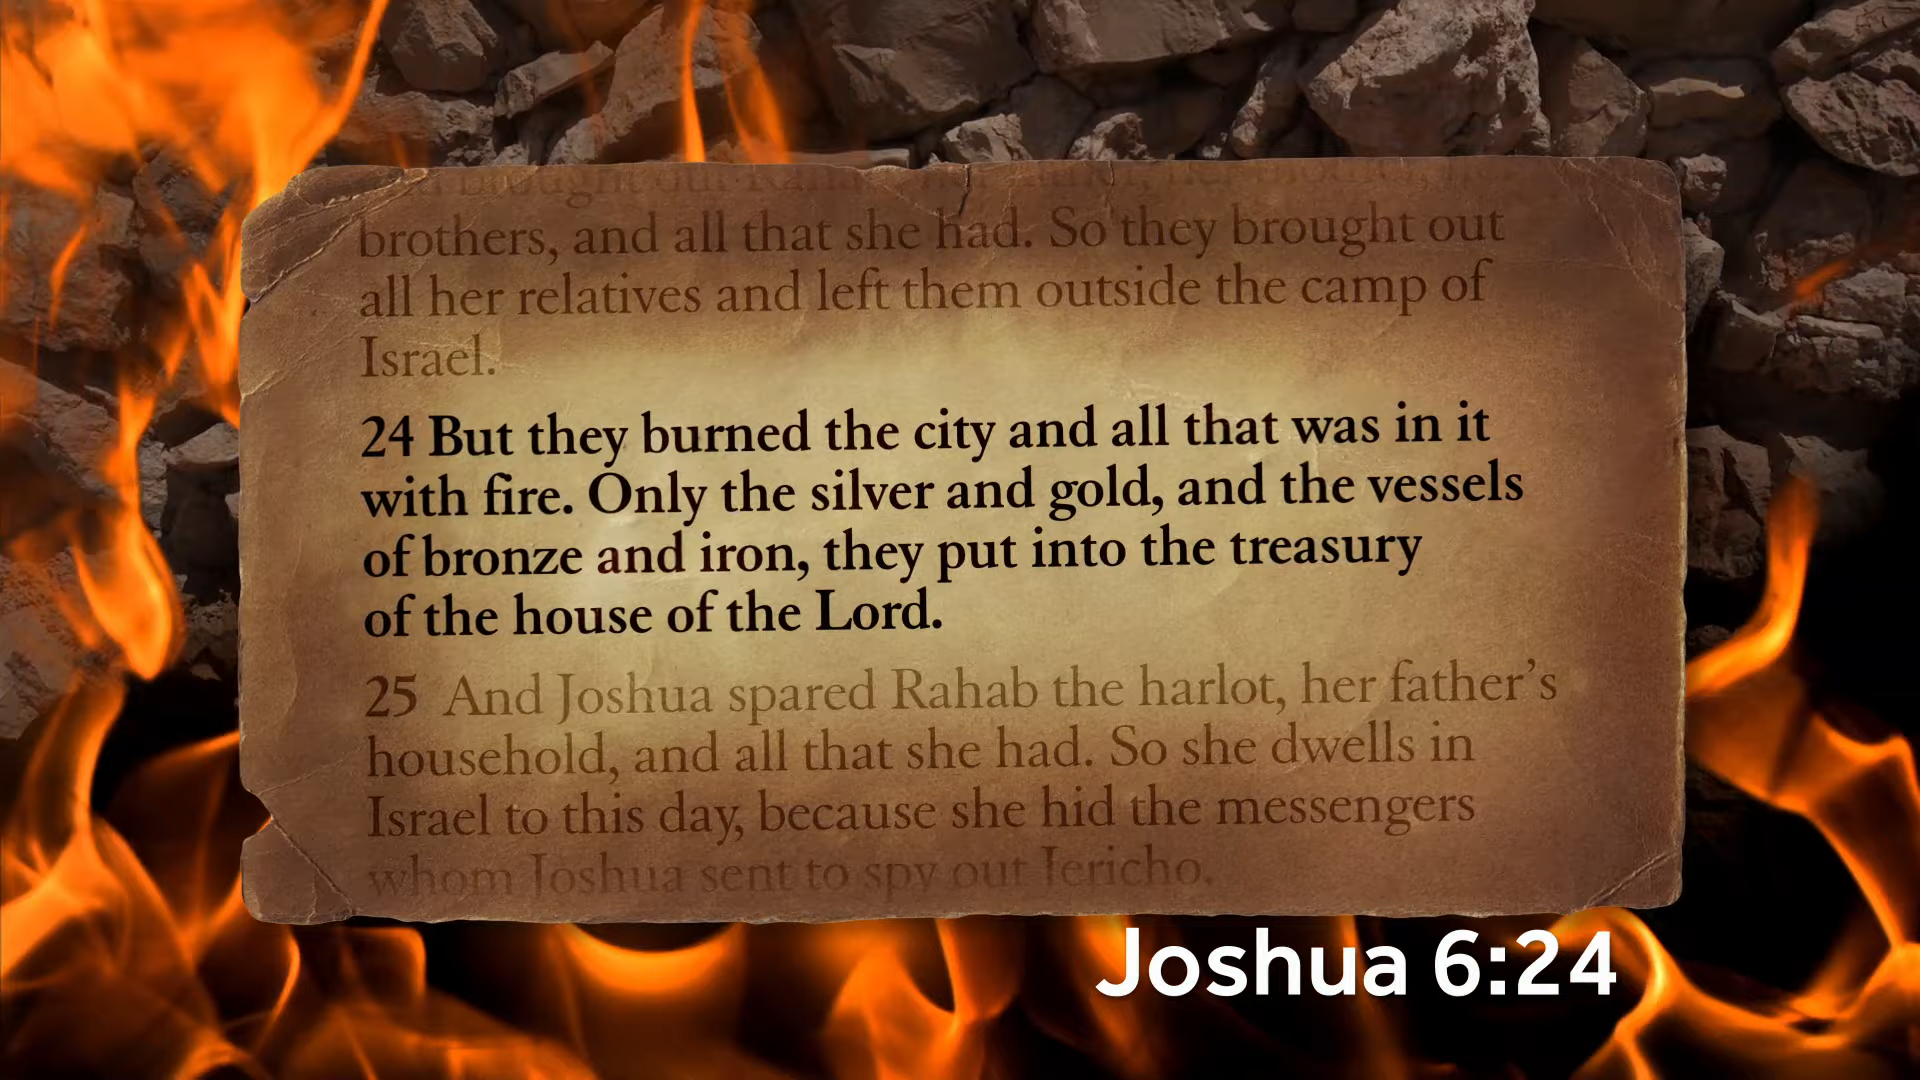 brothers, and all that she had. So they brought out
all her relatives and left them outside the camp of
Israel.
24 But they burned the city and all that was in it
with fire. Only the silver and gold, and the vessels
of bronze and iron, they put into the treasury
of the house of the Lord.
25 And Joshua spared Rahab the harlot, her father’s
household, and all that she had. So she dwells in
Israel to this day, because she hid the messengers
whom Joshua sent to spy out Jericho.
Joshua 6:24